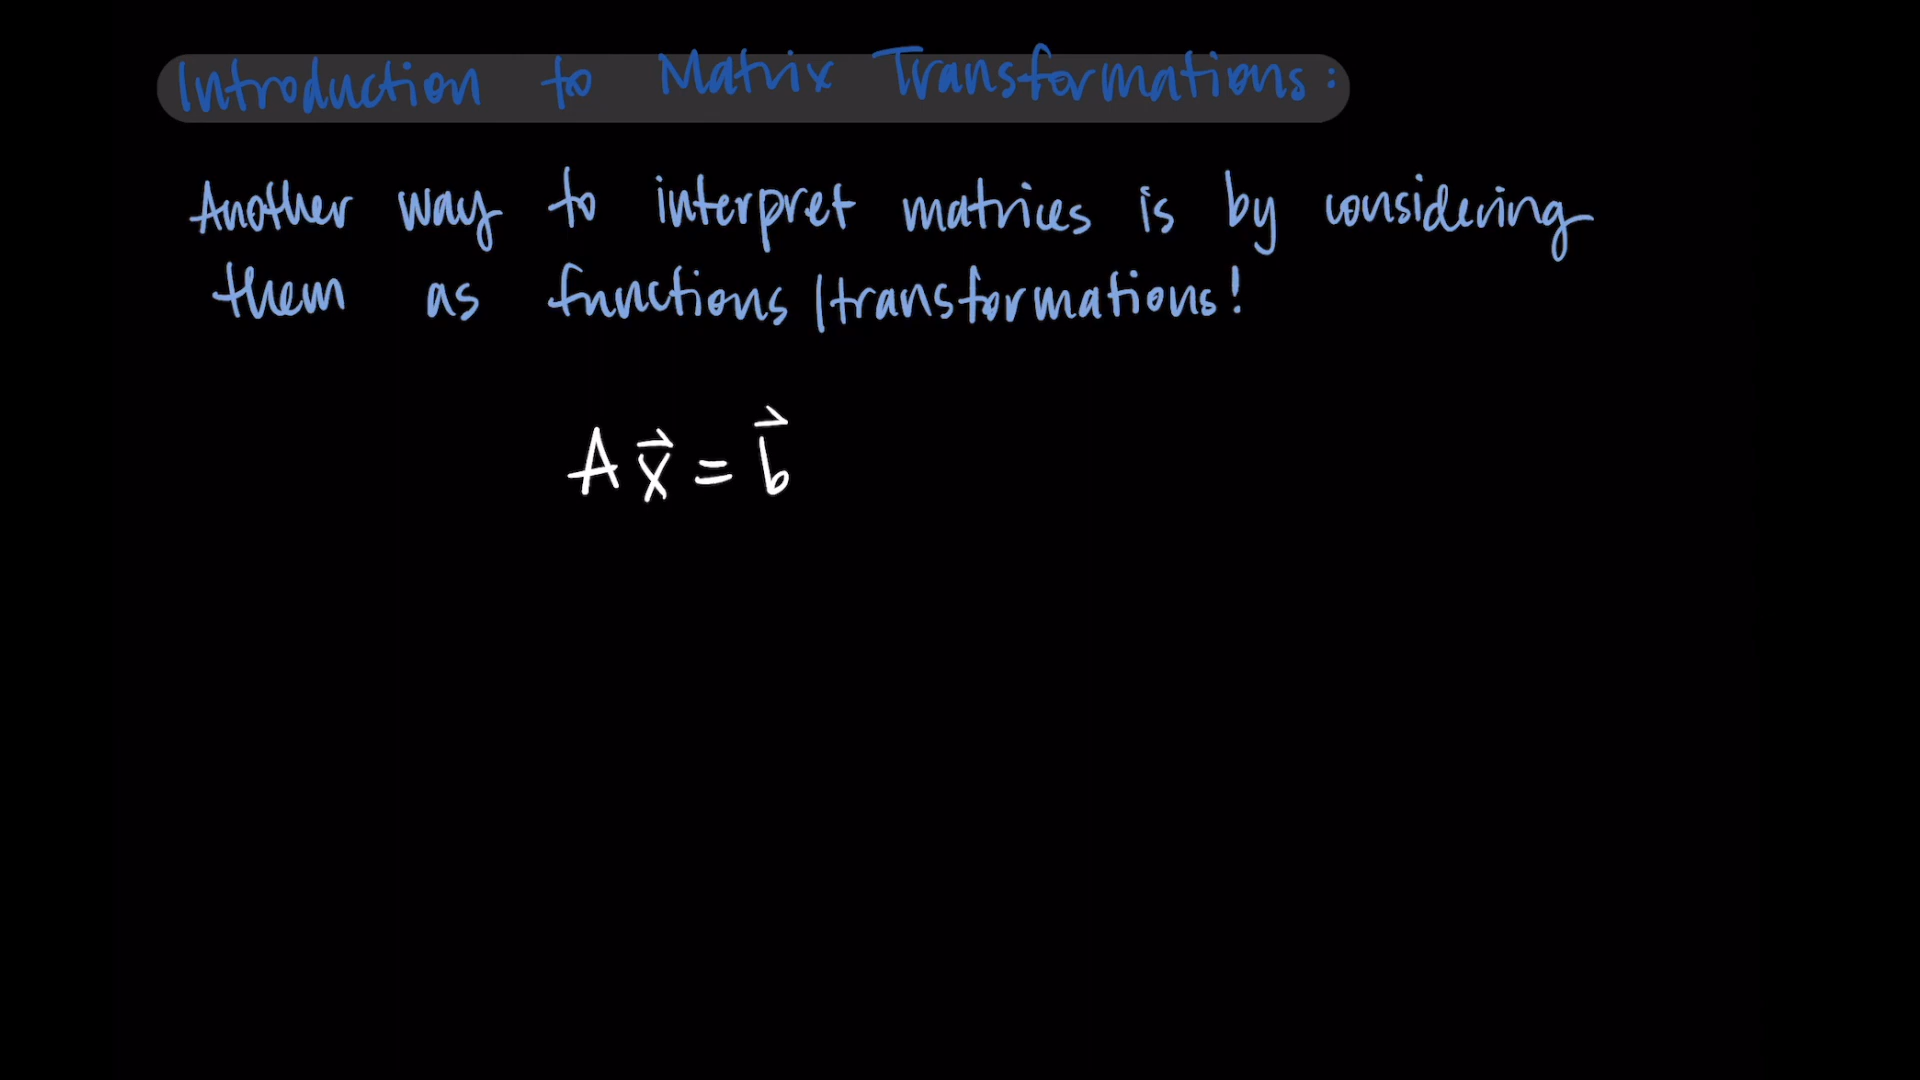 Introduction to Matrix Transformations:
Another way to interpret matrices is by considering
them as functions/transformations!
A x⃗ = b⃗